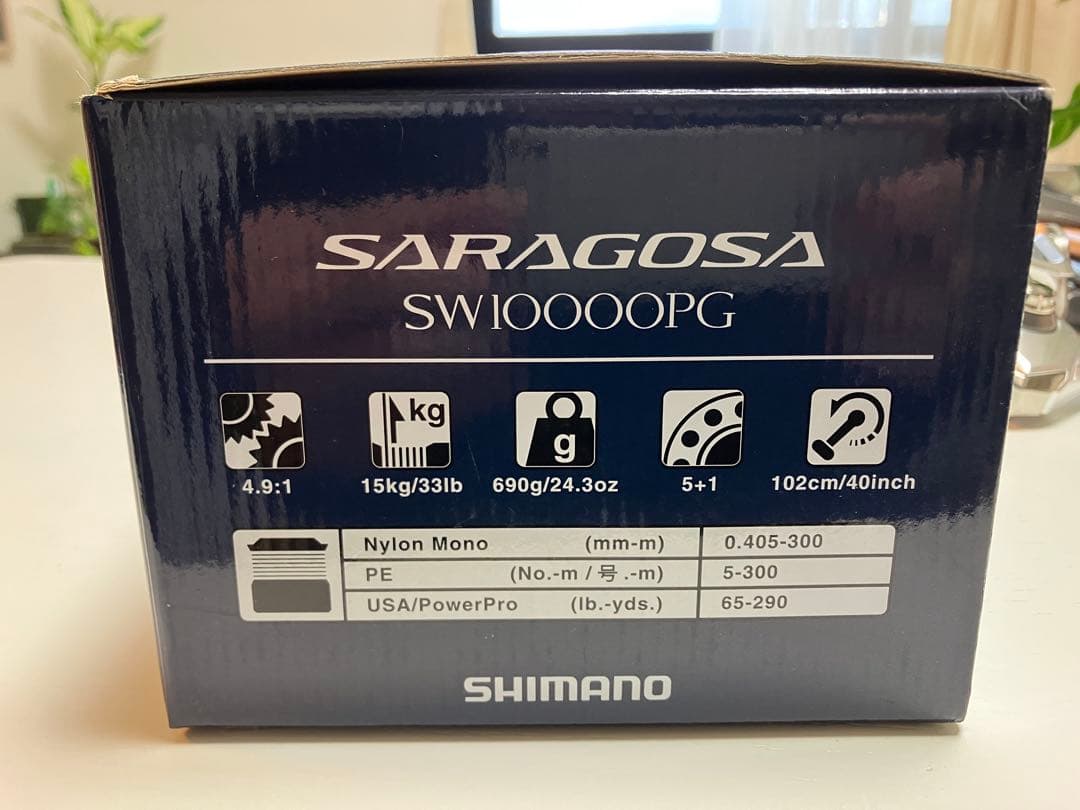 SARAGOSA
SW10000PG
kg
g
4.9:1 15kg/33lb 690g/24.3oz 5+1 102cm/40inch
Nylon Mono (mm-m) 0.405-300
PE (No.-m / 号.-m) 5-300
USA/PowerPro (lb.-yds.) 65-290
SHIMANO